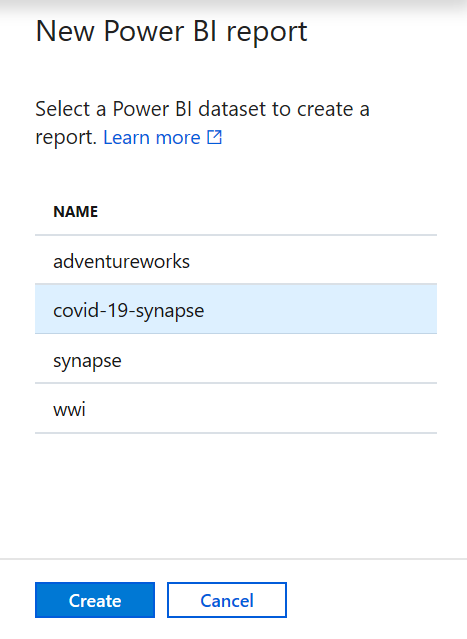 New Power BI report
Select a Power BI dataset to create a
report. Learn more
NAME
adventureworks
covid-19-synapse
synapse
wwi
Create Cancel